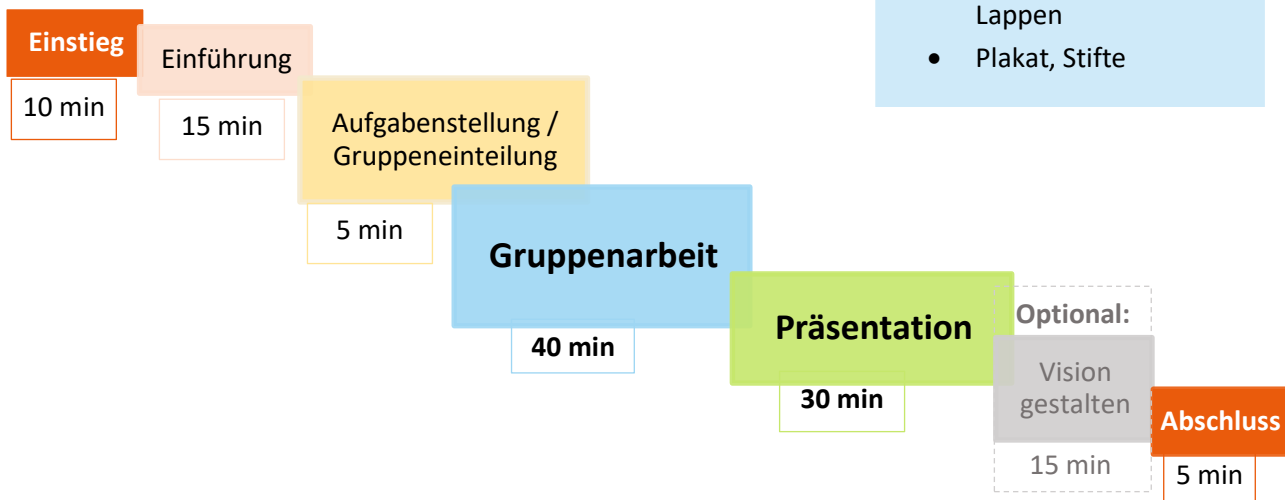 Lappen
• Plakat, Stifte
Einstieg
10 min
Einführung
15 min
Aufgabenstellung /
Gruppeneinteilung
5 min
Gruppenarbeit
40 min
Präsentation
30 min
Optional:
Vision
gestalten
15 min
Abschluss
5 min